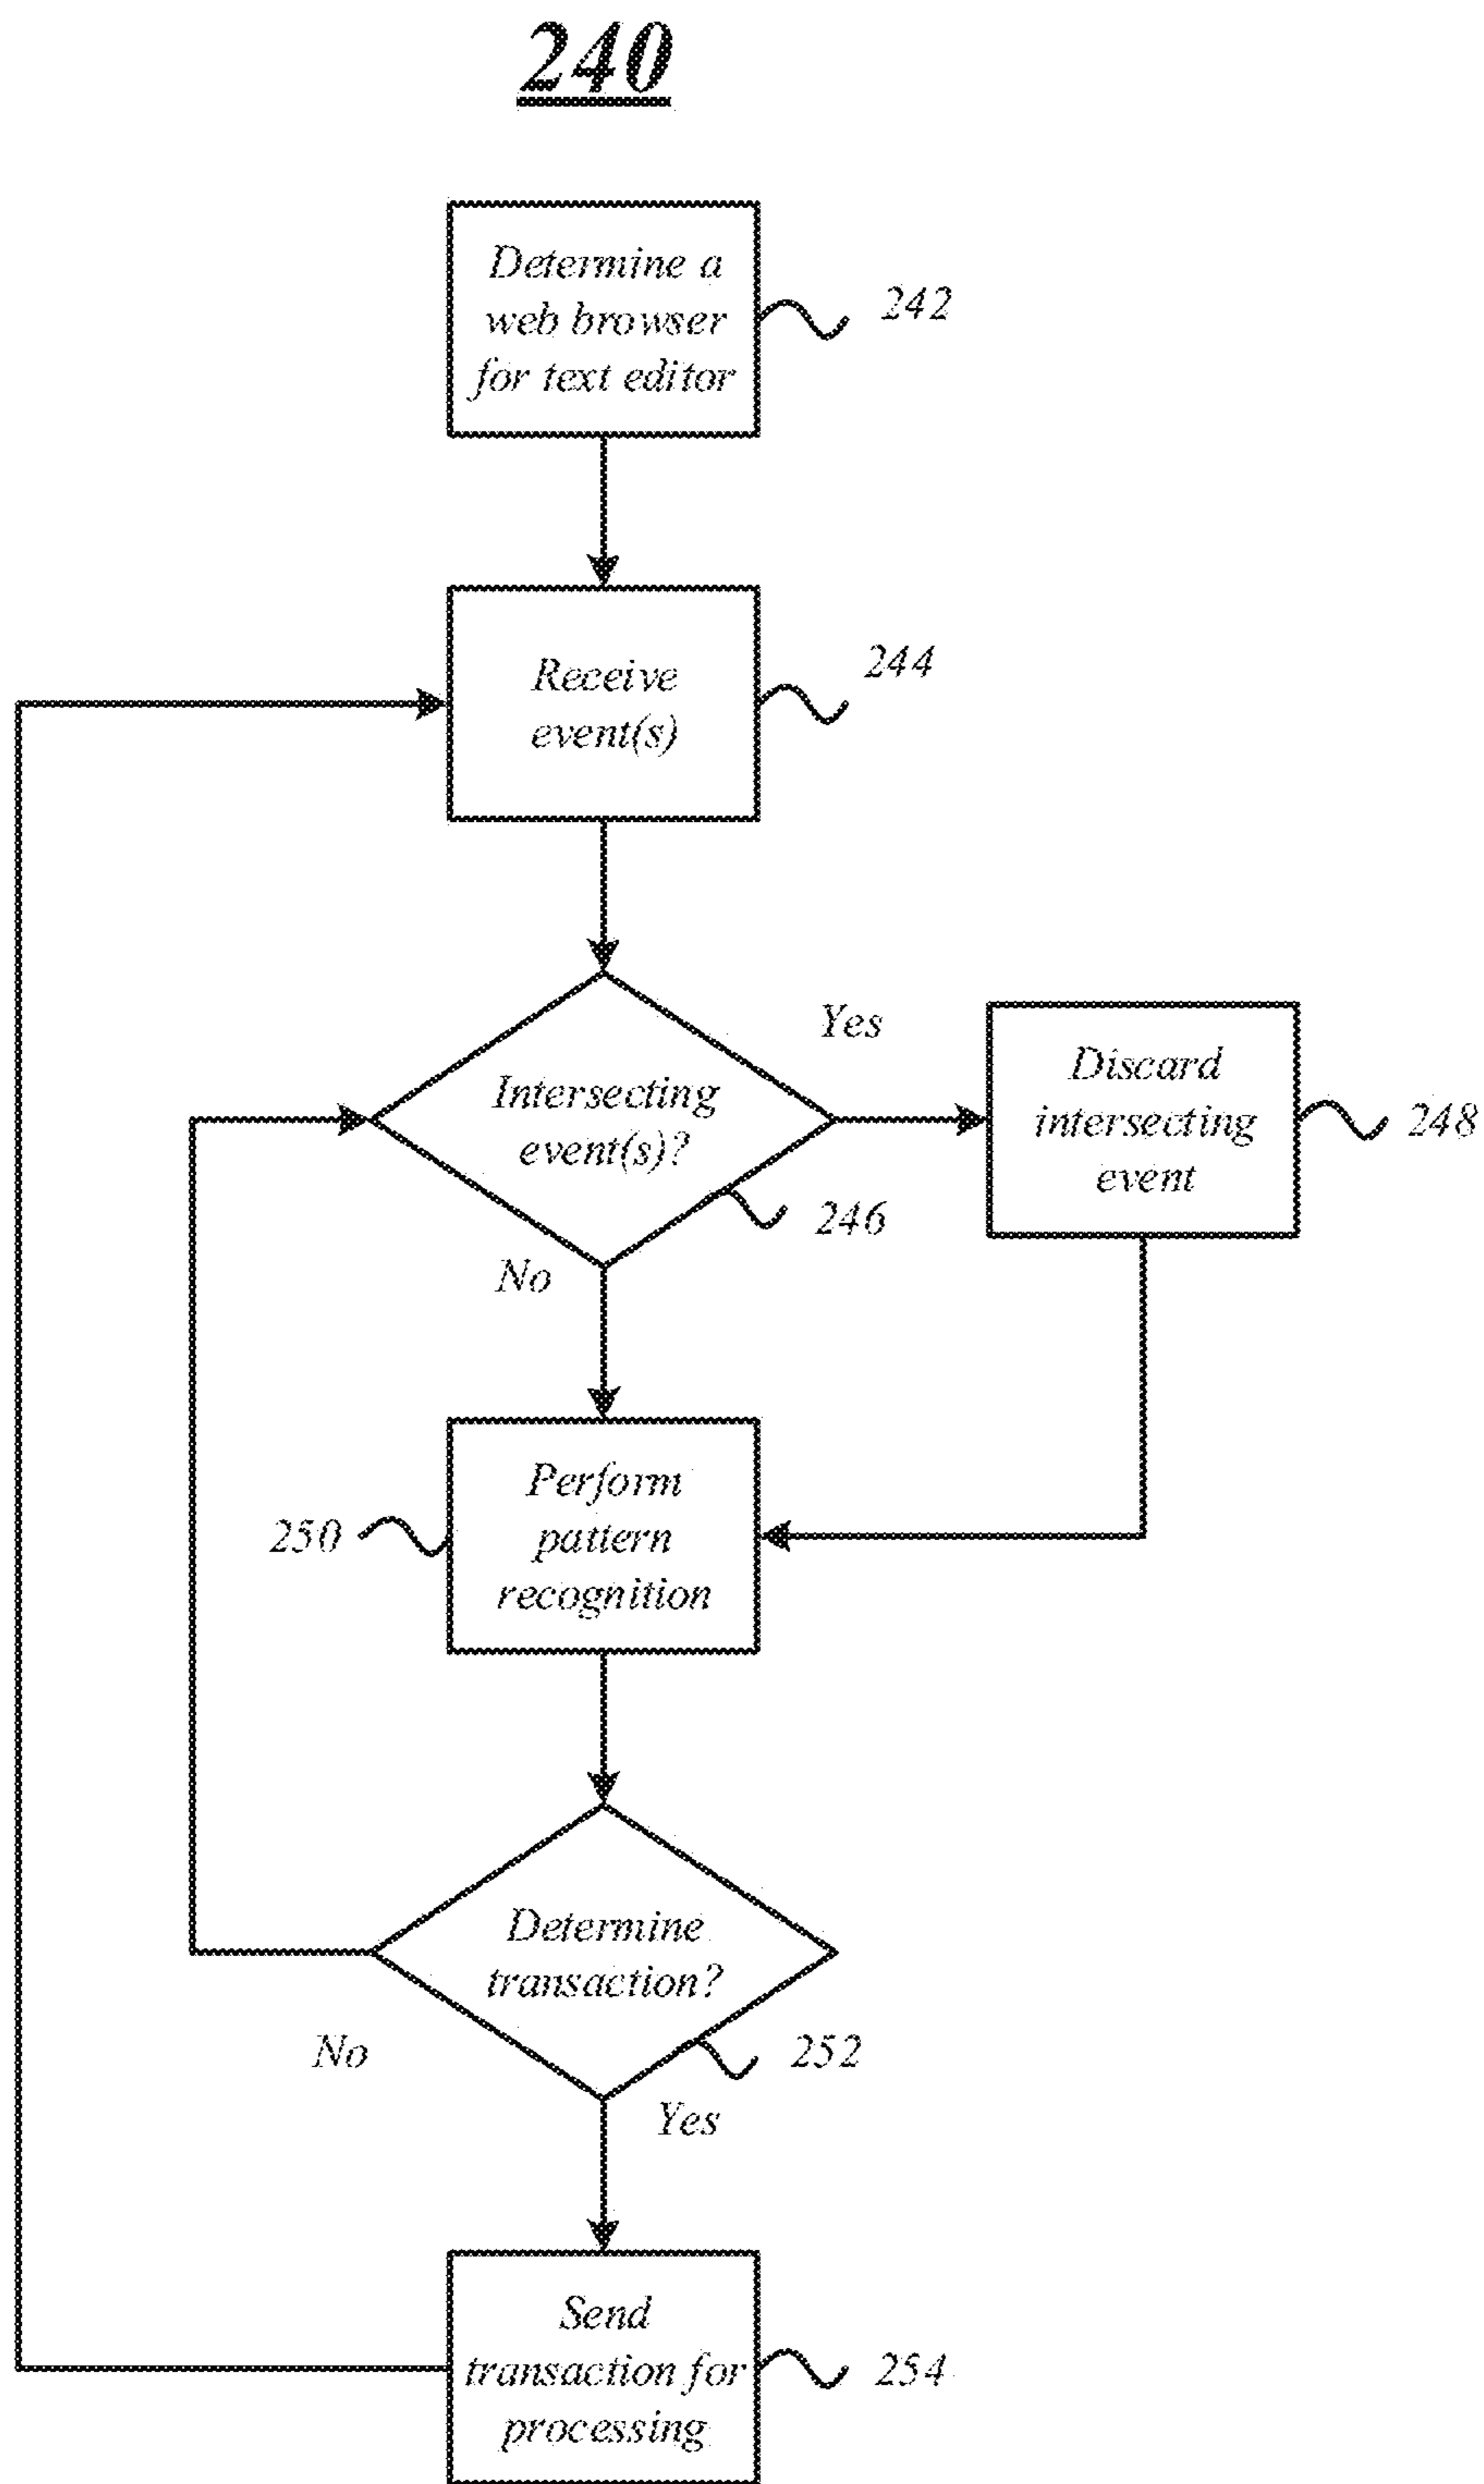 240
Determine a
web browser
for text editor
242
Receive
event(s)
244
Intersecting
event(s)?
Yes
246
No
Discard
intersecting
event
248
Perform
pattern
recognition
250
Determine
transaction?
No
252
Yes
Send
transaction for
processing
254